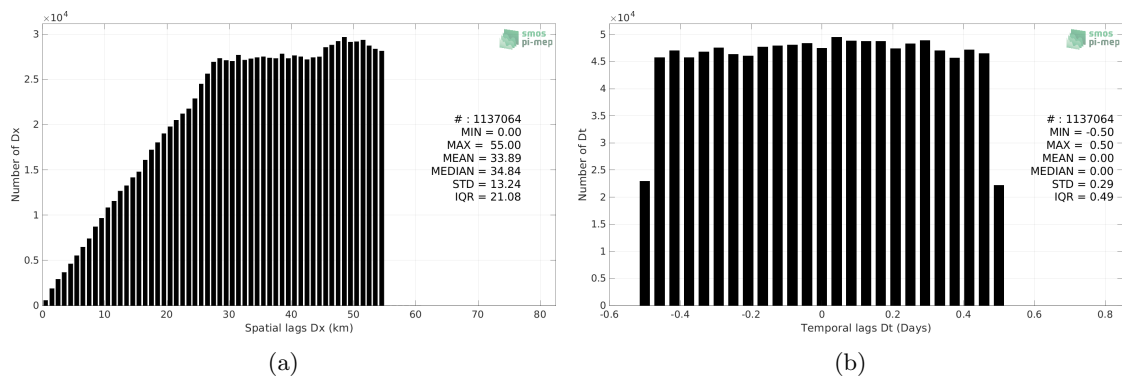 ×10⁴
3
2.5
2
1.5
1
0.5
0
0 10 20 30 40 50 60 70 80
Number of Dx
Spatial lags Dx (km)
smos
pi-mep
# : 1137064
MIN = 0.00
MAX = 55.00
MEAN = 33.89
MEDIAN = 34.84
STD = 13.24
IQR = 21.08
(a)
×10⁴
5
4.5
4
3.5
3
2.5
2
1.5
1
0.5
0
-0.6 -0.4 -0.2 0 0.2 0.4 0.6 0.8
Number of Dt
Temporal lags Dt (Days)
smos
pi-mep
# : 1137064
MIN = -0.50
MAX = 0.50
MEAN = 0.00
MEDIAN = 0.00
STD = 0.29
IQR = 0.49
(b)